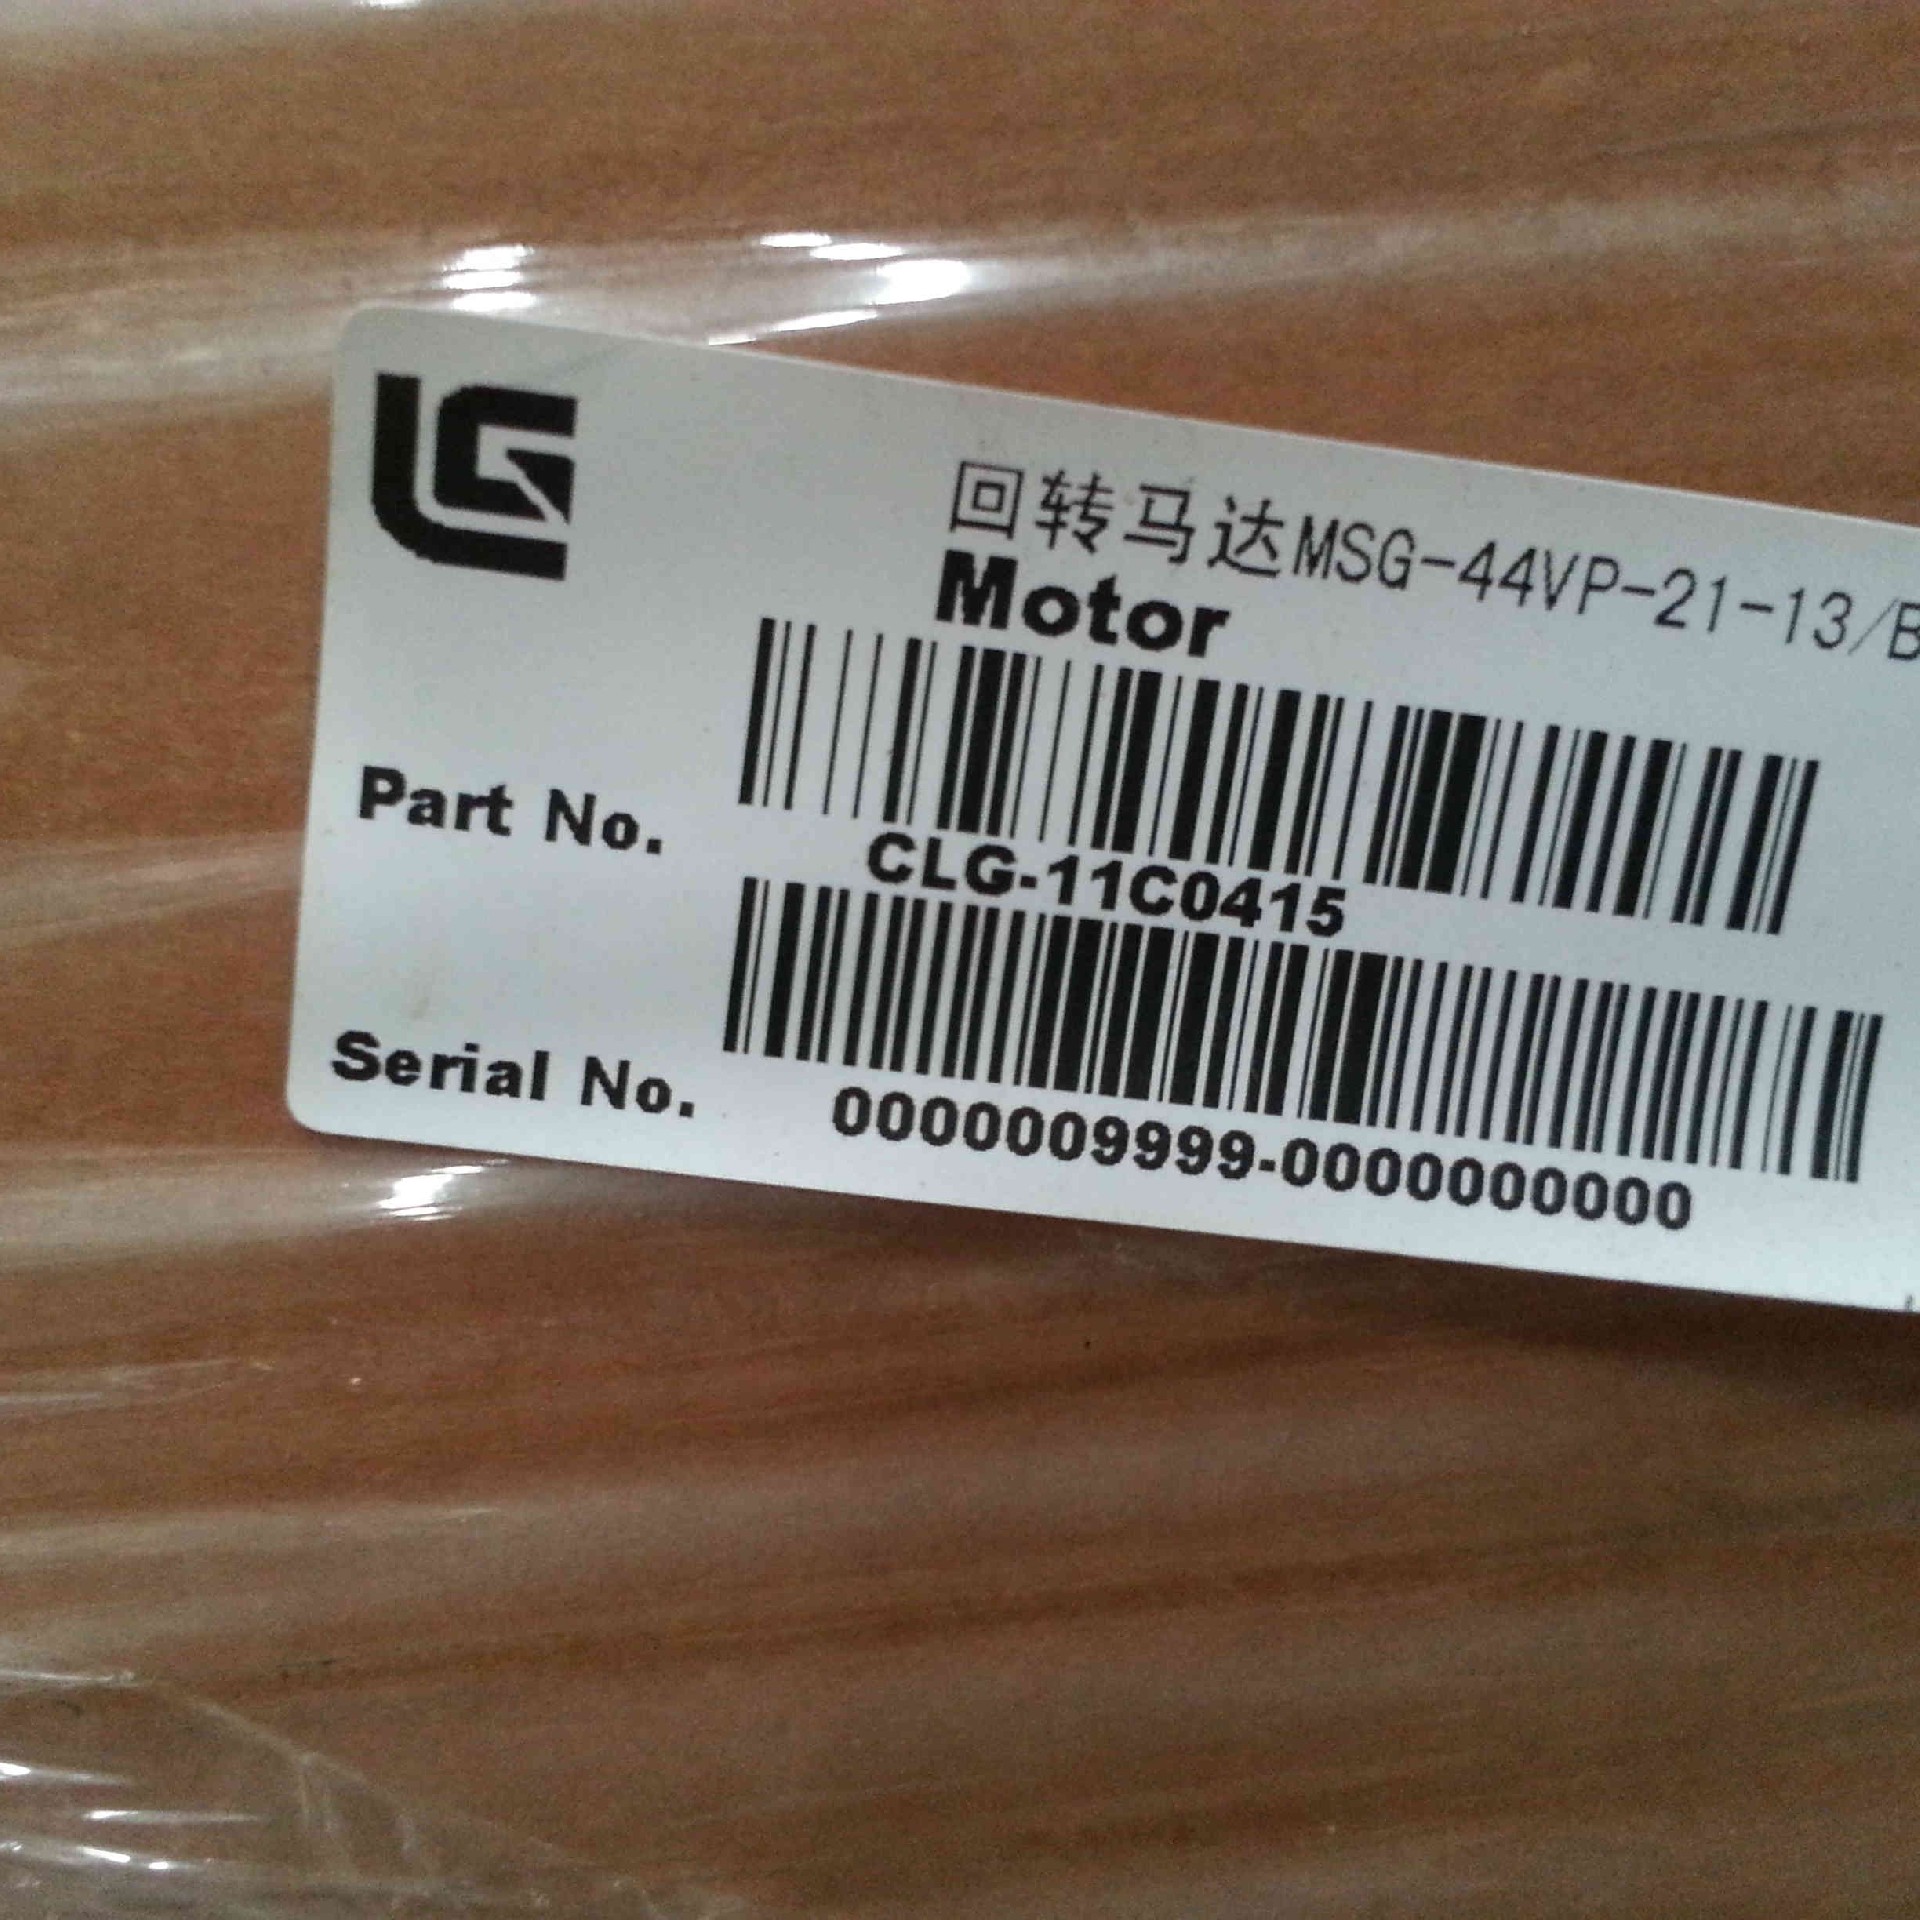 LG
回转马达MSG-44VP-21-13/B
Motor
Part No.
CLG-11C0415
Serial No.
0000009999-0000000000